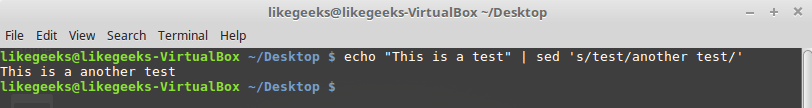 likegeeks@likegeeks-VirtualBox ~/Desktop
File Edit View Search Terminal Help
likegeeks@likegeeks-VirtualBox ~/Desktop $ echo "This is a test" | sed 's/test/another test/'
This is a another test
likegeeks@likegeeks-VirtualBox ~/Desktop $